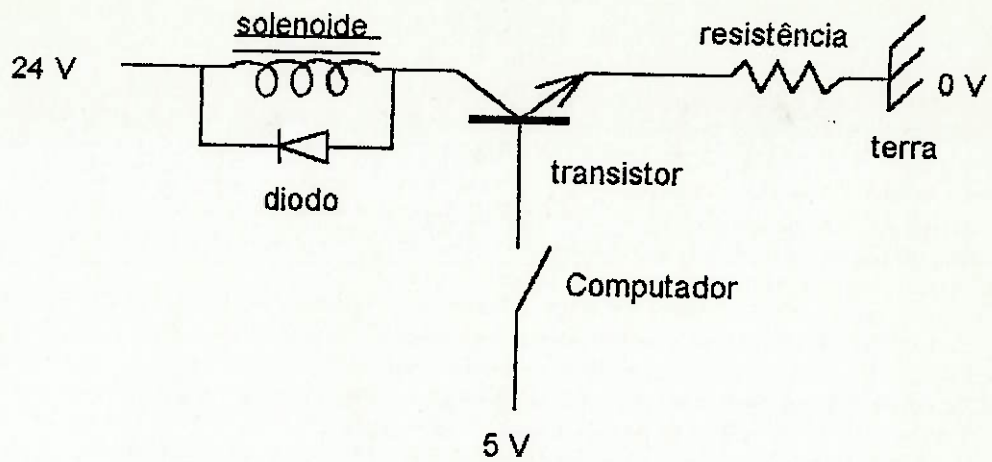 solenoide
resistência
24 V
0 V
terra
diodo
transistor
Computador
5 V